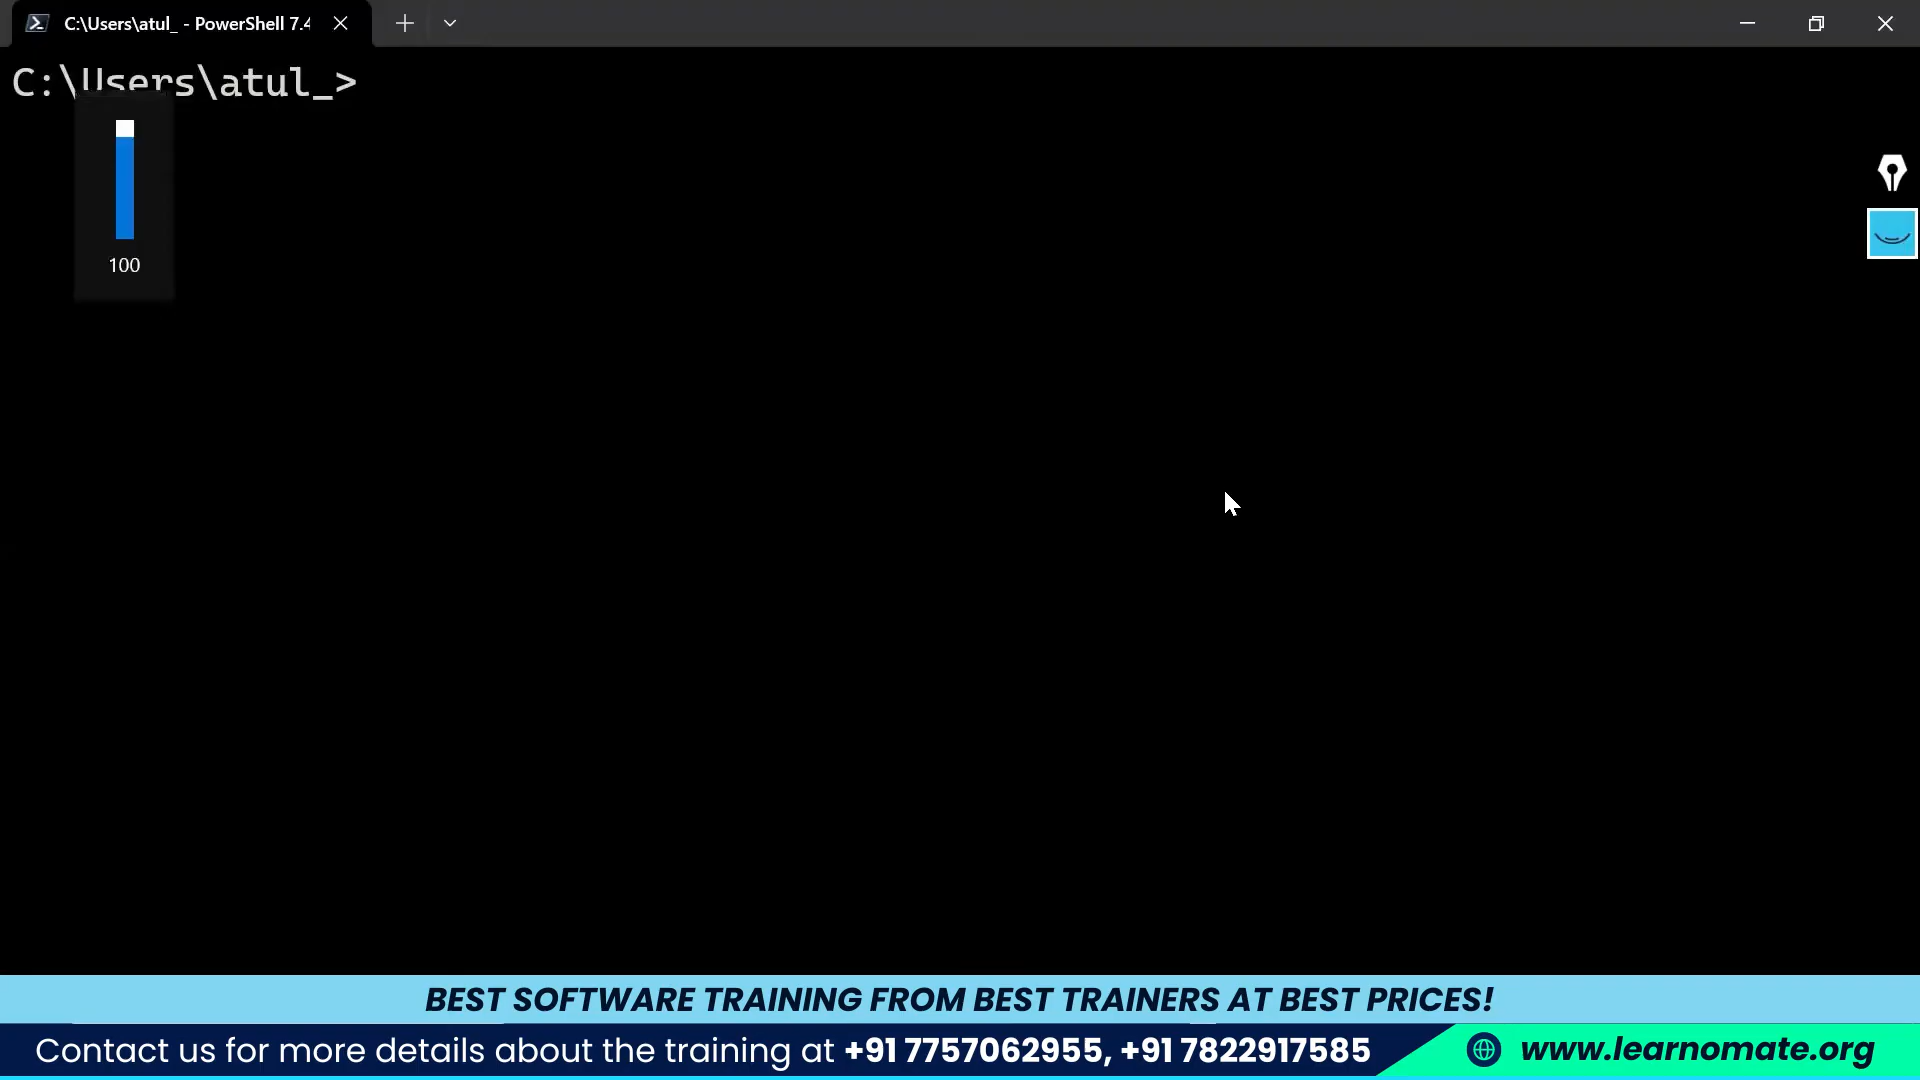 C:\Users\atul_ - PowerShell 7.4
C:\Users\atul_>
100
BEST SOFTWARE TRAINING FROM BEST TRAINERS AT BEST PRICES!
Contact us for more details about the training at +91 7757062955, +91 7822917585
www.learnomate.org